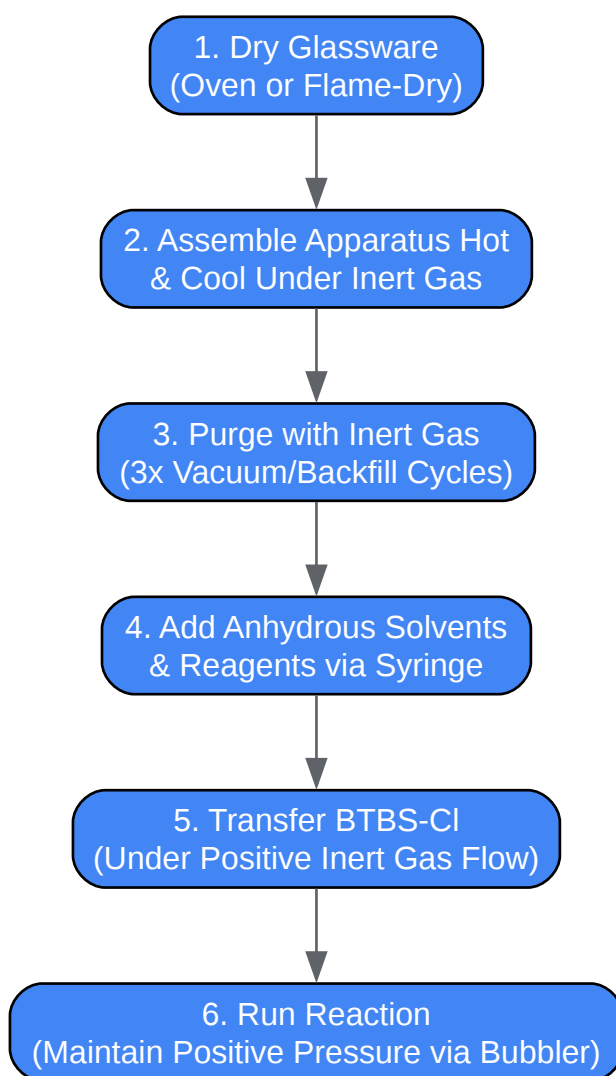 1. Dry Glassware
(Oven or Flame-Dry)
2. Assemble Apparatus Hot
& Cool Under Inert Gas
3. Purge with Inert Gas
(3x Vacuum/Backfill Cycles)
4. Add Anhydrous Solvents
& Reagents via Syringe
5. Transfer BTBS-Cl
(Under Positive Inert Gas Flow)
6. Run Reaction
(Maintain Positive Pressure via Bubbler)